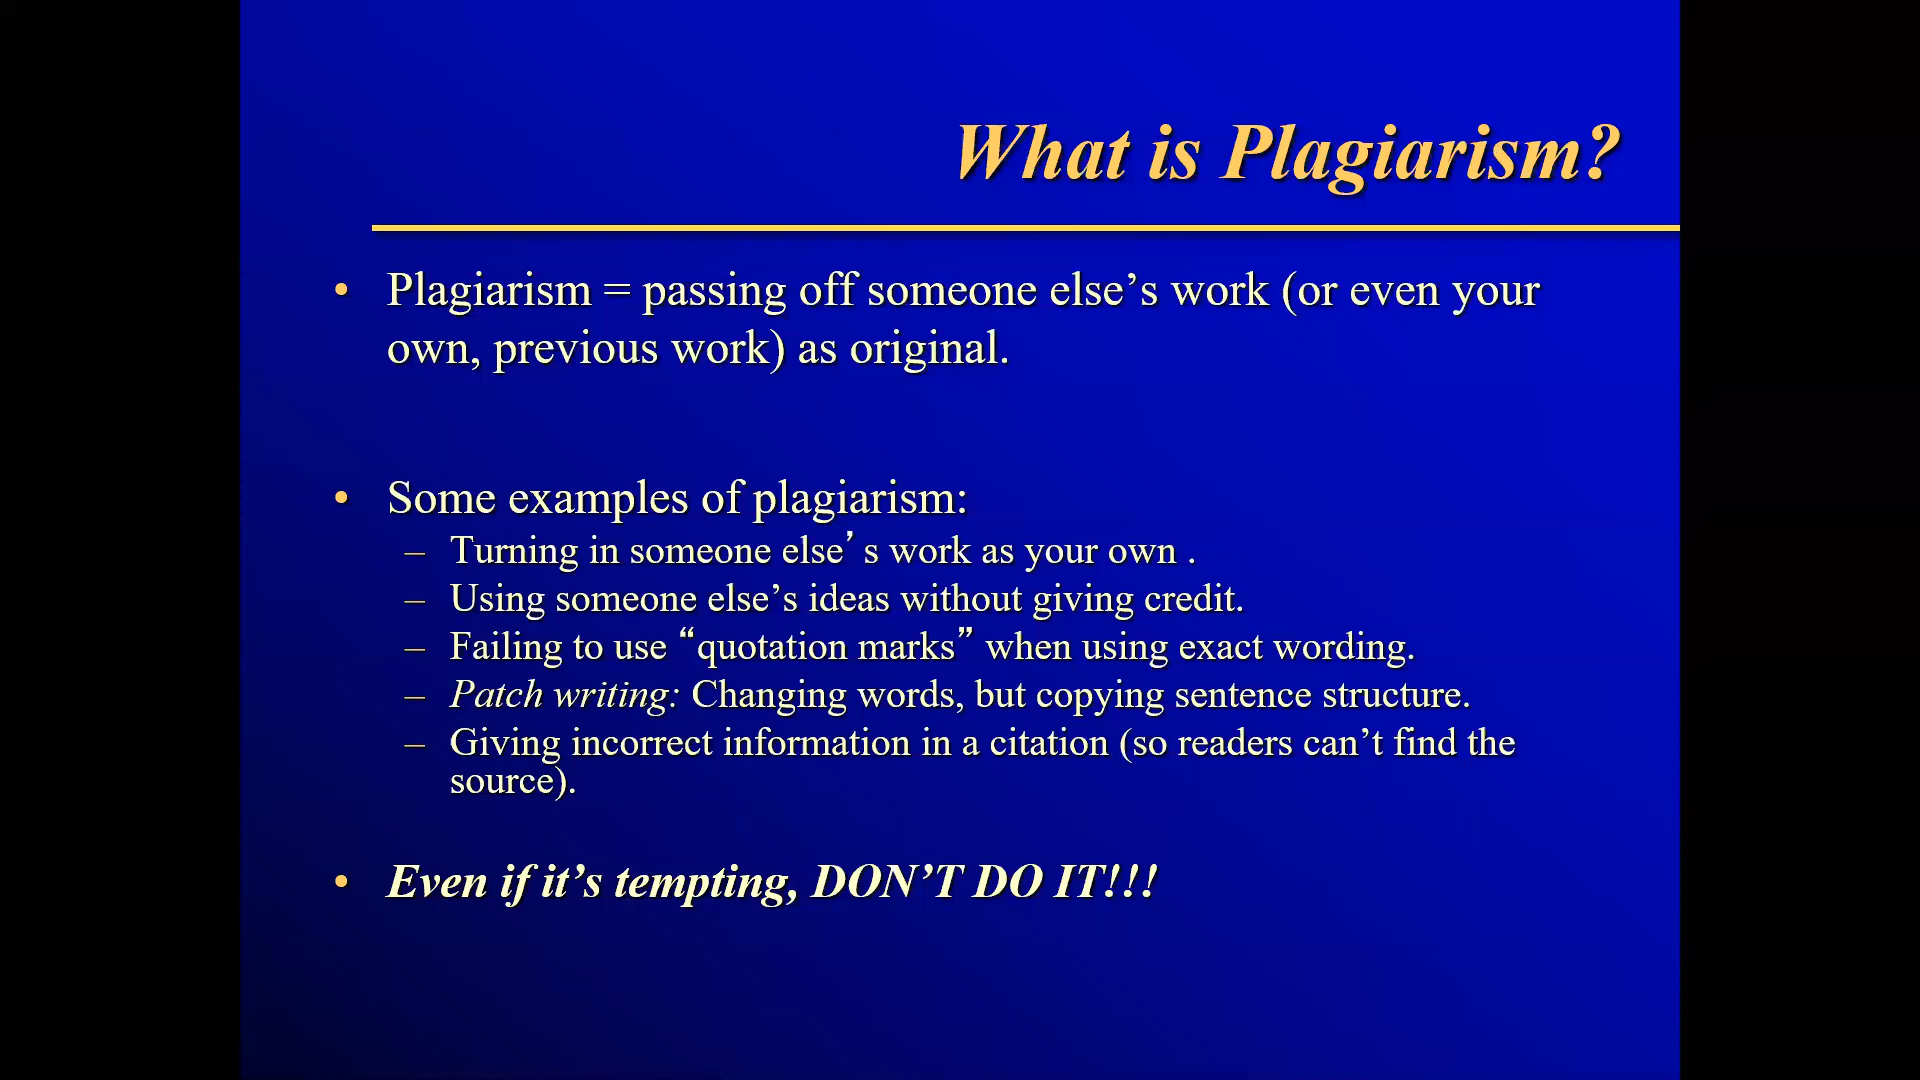 What is Plagiarism?
• Plagiarism = passing off someone else’s work (or even your
own, previous work) as original.
• Some examples of plagiarism:
– Turning in someone else’s work as your own .
– Using someone else’s ideas without giving credit.
– Failing to use “quotation marks” when using exact wording.
– Patch writing: Changing words, but copying sentence structure.
– Giving incorrect information in a citation (so readers can’t find the
source).
• Even if it’s tempting, DON’T DO IT!!!